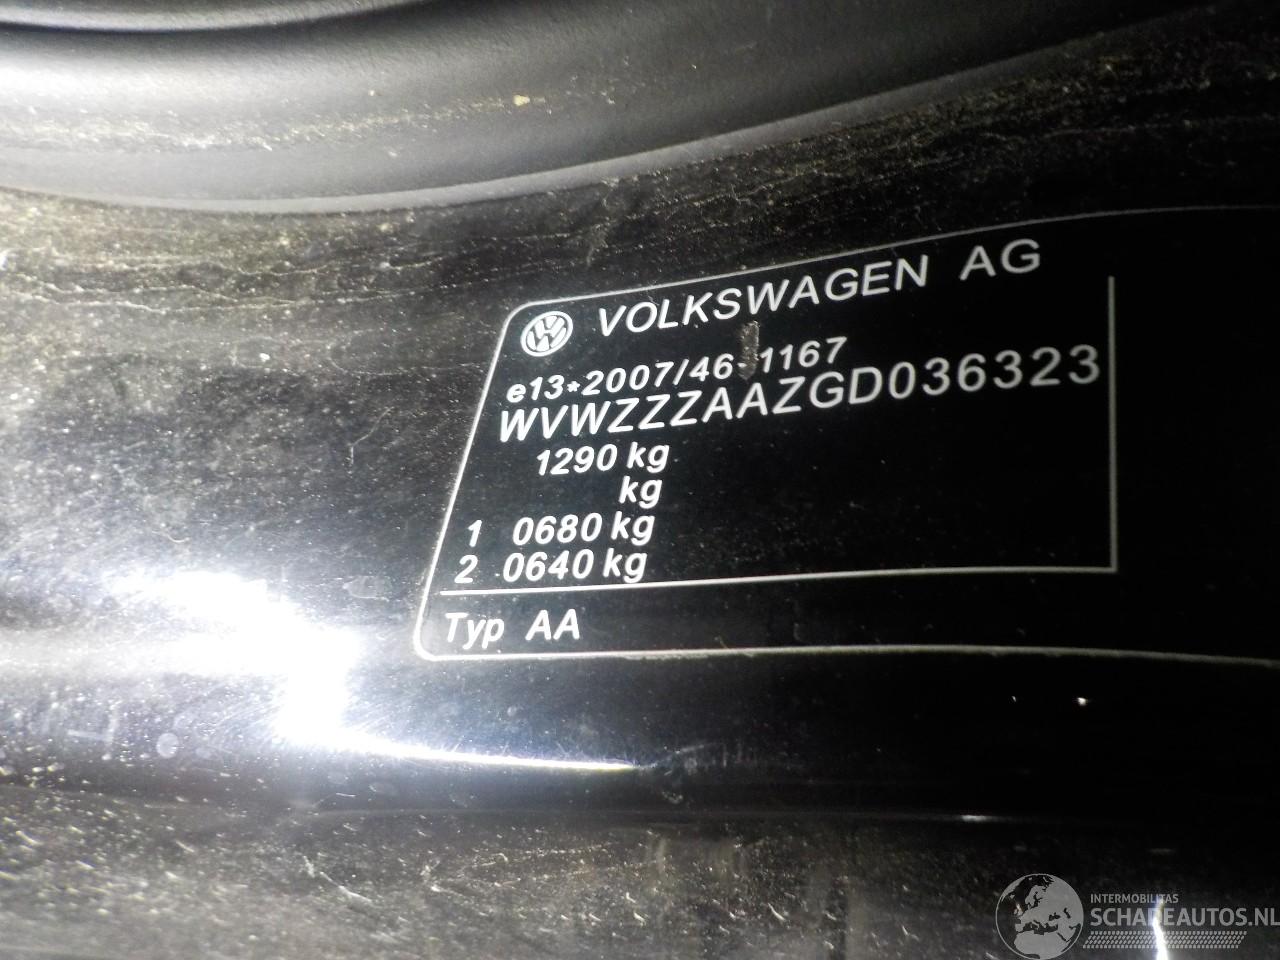 VOLKSWAGEN AG
e13*2007/46-1167
WVWZZZAAZGD036323
1290 kg
kg
1 0680 kg
2 0640 kg
Typ AA
INTERMOBILITAS
SCHADEAUTOS.NL